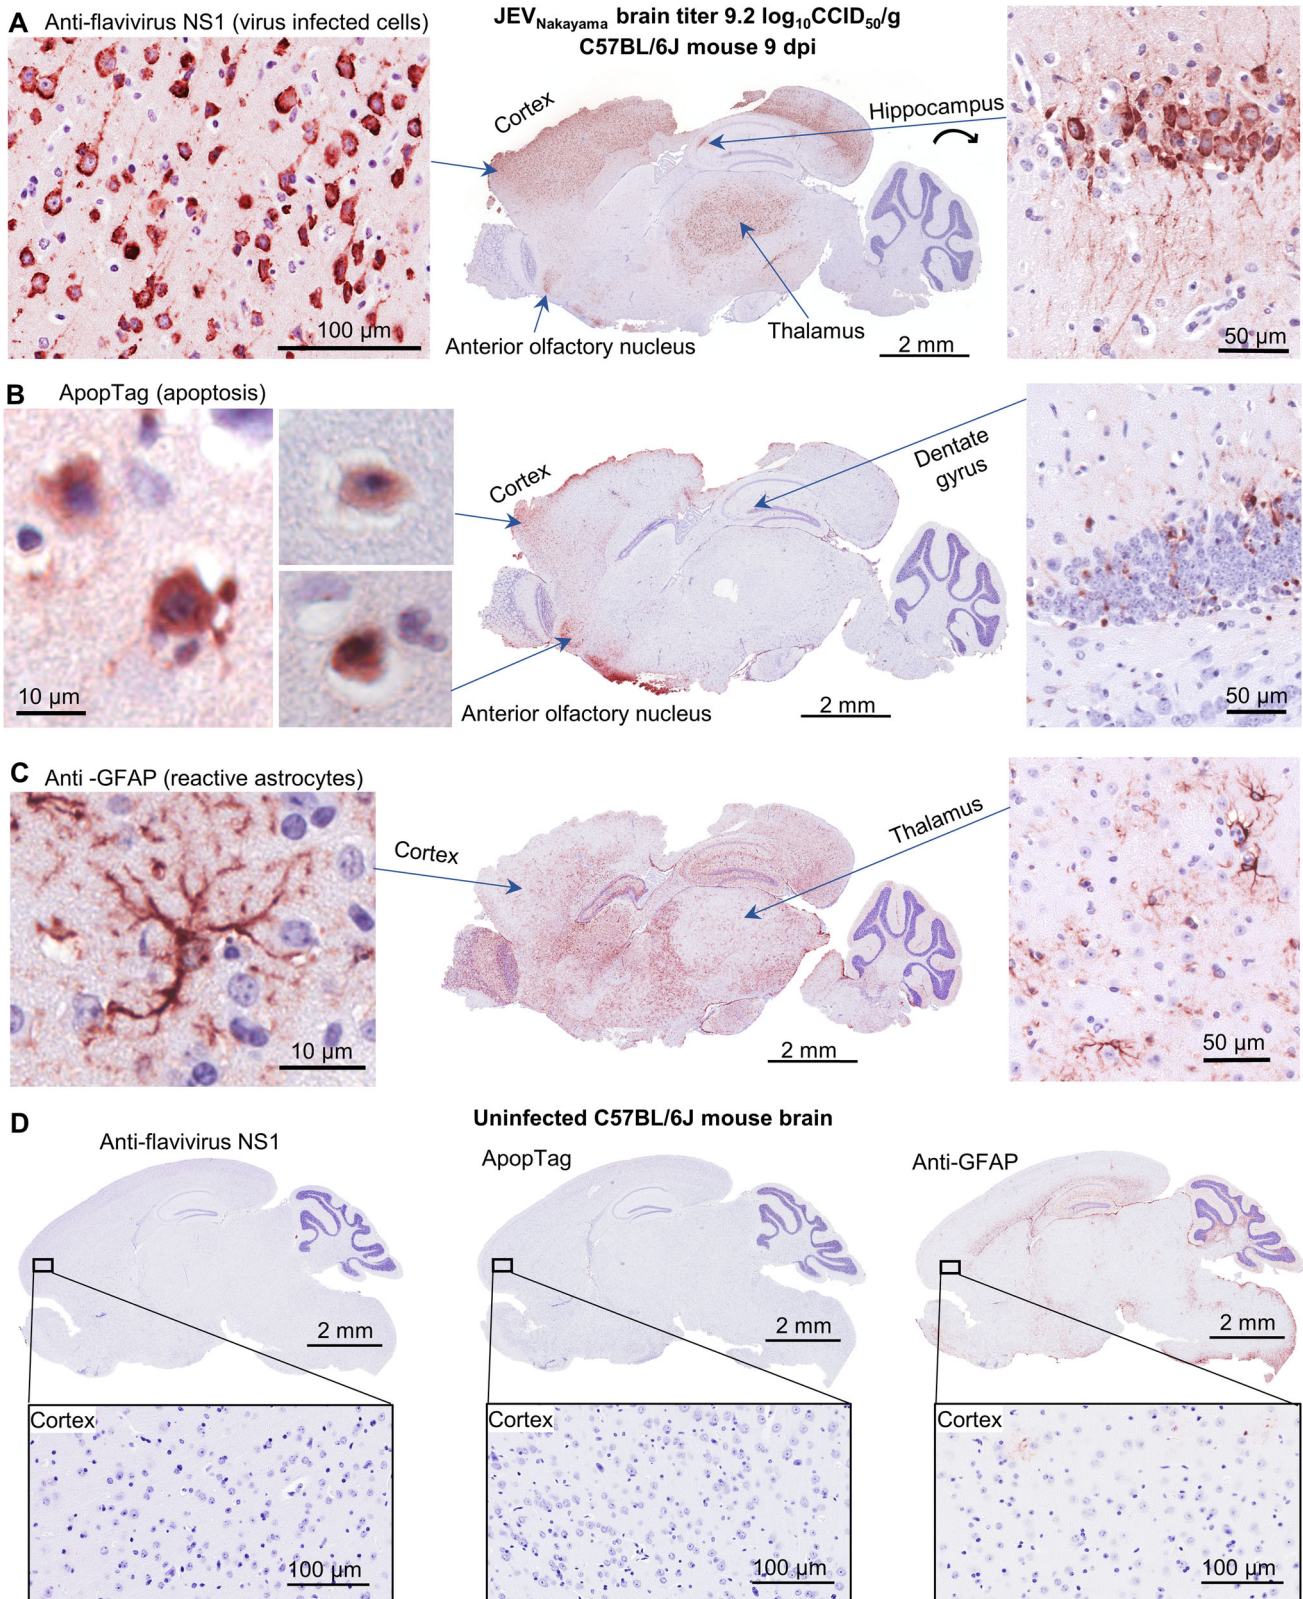 A Anti-flavivirus NS1 (virus infected cells)
JEVNakayama brain titer 9.2 log10CCID50/g
C57BL/6J mouse 9 dpi
Cortex
Hippocampus
Anterior olfactory nucleus
Thalamus
100 µm
2 mm
50 µm
B ApopTag (apoptosis)
Cortex
Dentate
gyrus
Anterior olfactory nucleus
10 µm
2 mm
50 µm
C Anti -GFAP (reactive astrocytes)
Cortex
Thalamus
10 µm
2 mm
50 µm
D
Uninfected C57BL/6J mouse brain
Anti-flavivirus NS1
ApopTag
Anti-GFAP
2 mm
2 mm
2 mm
Cortex
Cortex
Cortex
100 µm
100 µm
100 µm